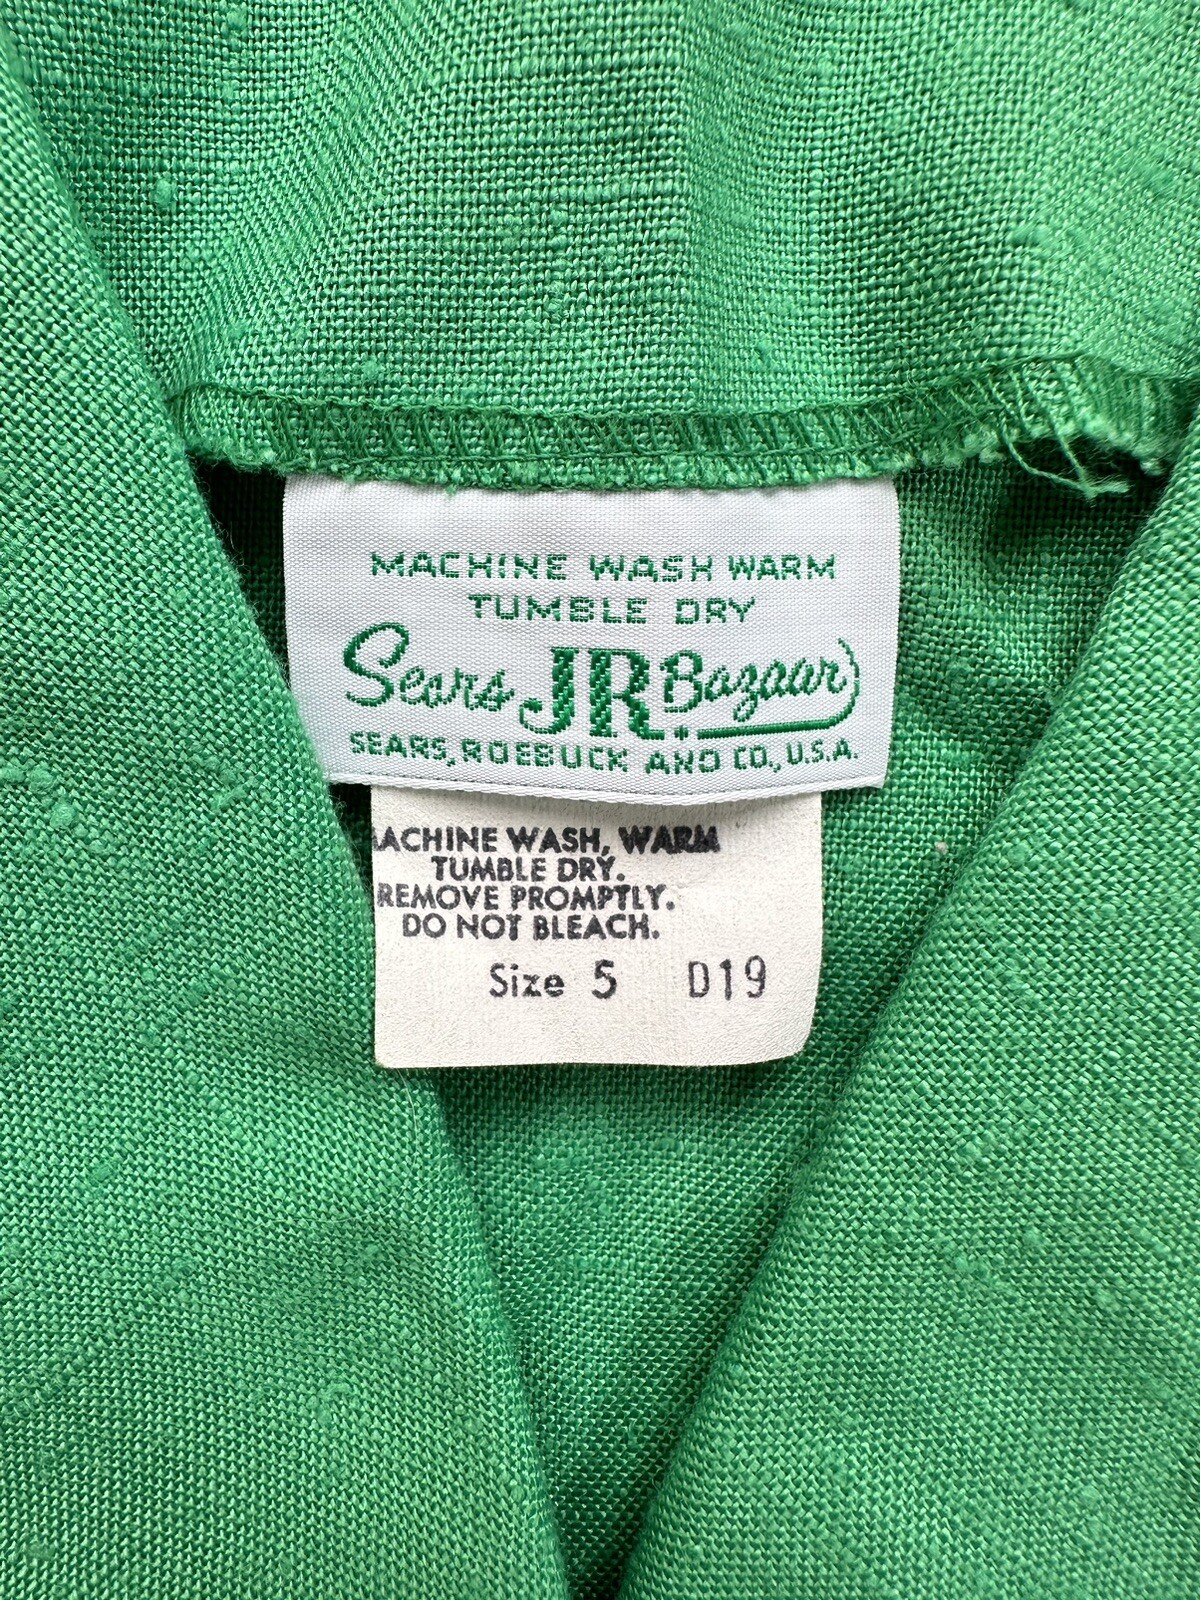 MACHINE WASH WARM
TUMBLE DRY
Sears JR. Bazaar
SEARS, ROEBUCK AND CO., U.S.A.
MACHINE WASH, WARM
TUMBLE DRY.
REMOVE PROMPTLY.
DO NOT BLEACH.
Size 5 D19